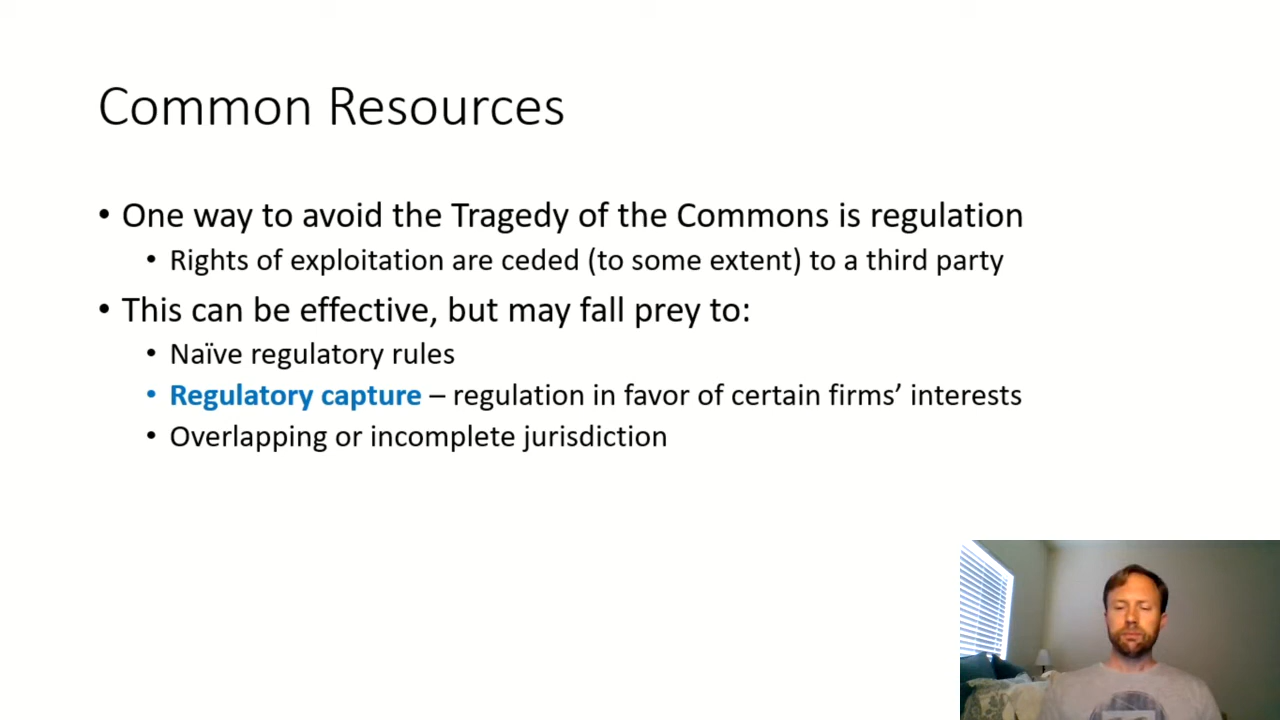 Common Resources
• One way to avoid the Tragedy of the Commons is regulation
• Rights of exploitation are ceded (to some extent) to a third party
• This can be effective, but may fall prey to:
• Naïve regulatory rules
• Regulatory capture – regulation in favor of certain firms’ interests
• Overlapping or incomplete jurisdiction